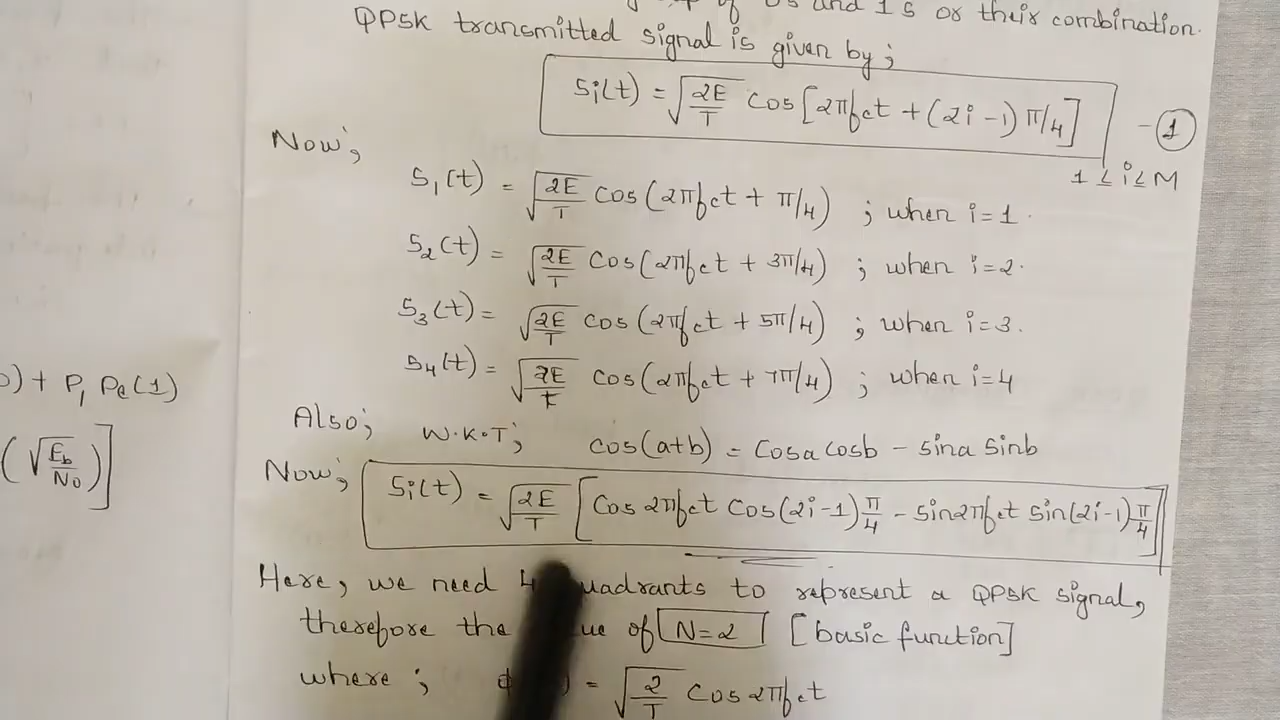 of 0s and 1s or their combination.
QPSK transmitted signal is given by;
Si(t) = √2E/T cos[2πfct + (2i-1) π/4] - 1
1 ≤ i ≤ M
Now;
S1(t) = √2E/T cos(2πfct + π/4) ; when i=1.
S2(t) = √2E/T cos(2πfct + 3π/4) ; when i=2.
S3(t) = √2E/T cos(2πfct + 5π/4) ; when i=3.
S4(t) = √2E/T cos(2πfct + 7π/4) ; when i=4
) + P1 Pe(1)
(√Eb/N0)]
Also; W.K.T; cos(a+b) = cosa cosb - sina sinb
Now; Si(t) = √2E/T [cos 2πfct cos(2i-1)π/4 - sin2πfct sin(2i-1)π/4]
Here, we need 4 uadrants to represent a QPSK signal,
therefore the ue of N=2 [basic function]
where ; ) = √2/T cos2πfct